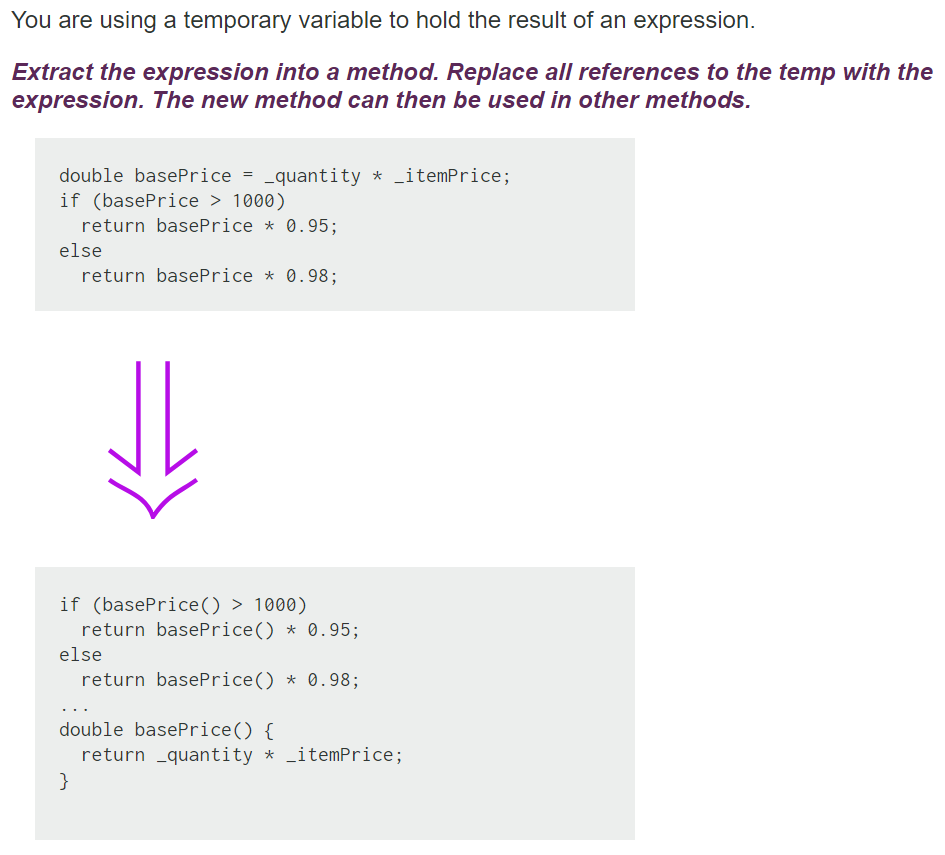 You are using a temporary variable to hold the result of an expression.
Extract the expression into a method. Replace all references to the temp with the
expression. The new method can then be used in other methods.
double basePrice = _quantity * _itemPrice;
if (basePrice > 1000)
  return basePrice * 0.95;
else
  return basePrice * 0.98;
if (basePrice() > 1000)
  return basePrice() * 0.95;
else
  return basePrice() * 0.98;
...
double basePrice() {
  return _quantity * _itemPrice;
}